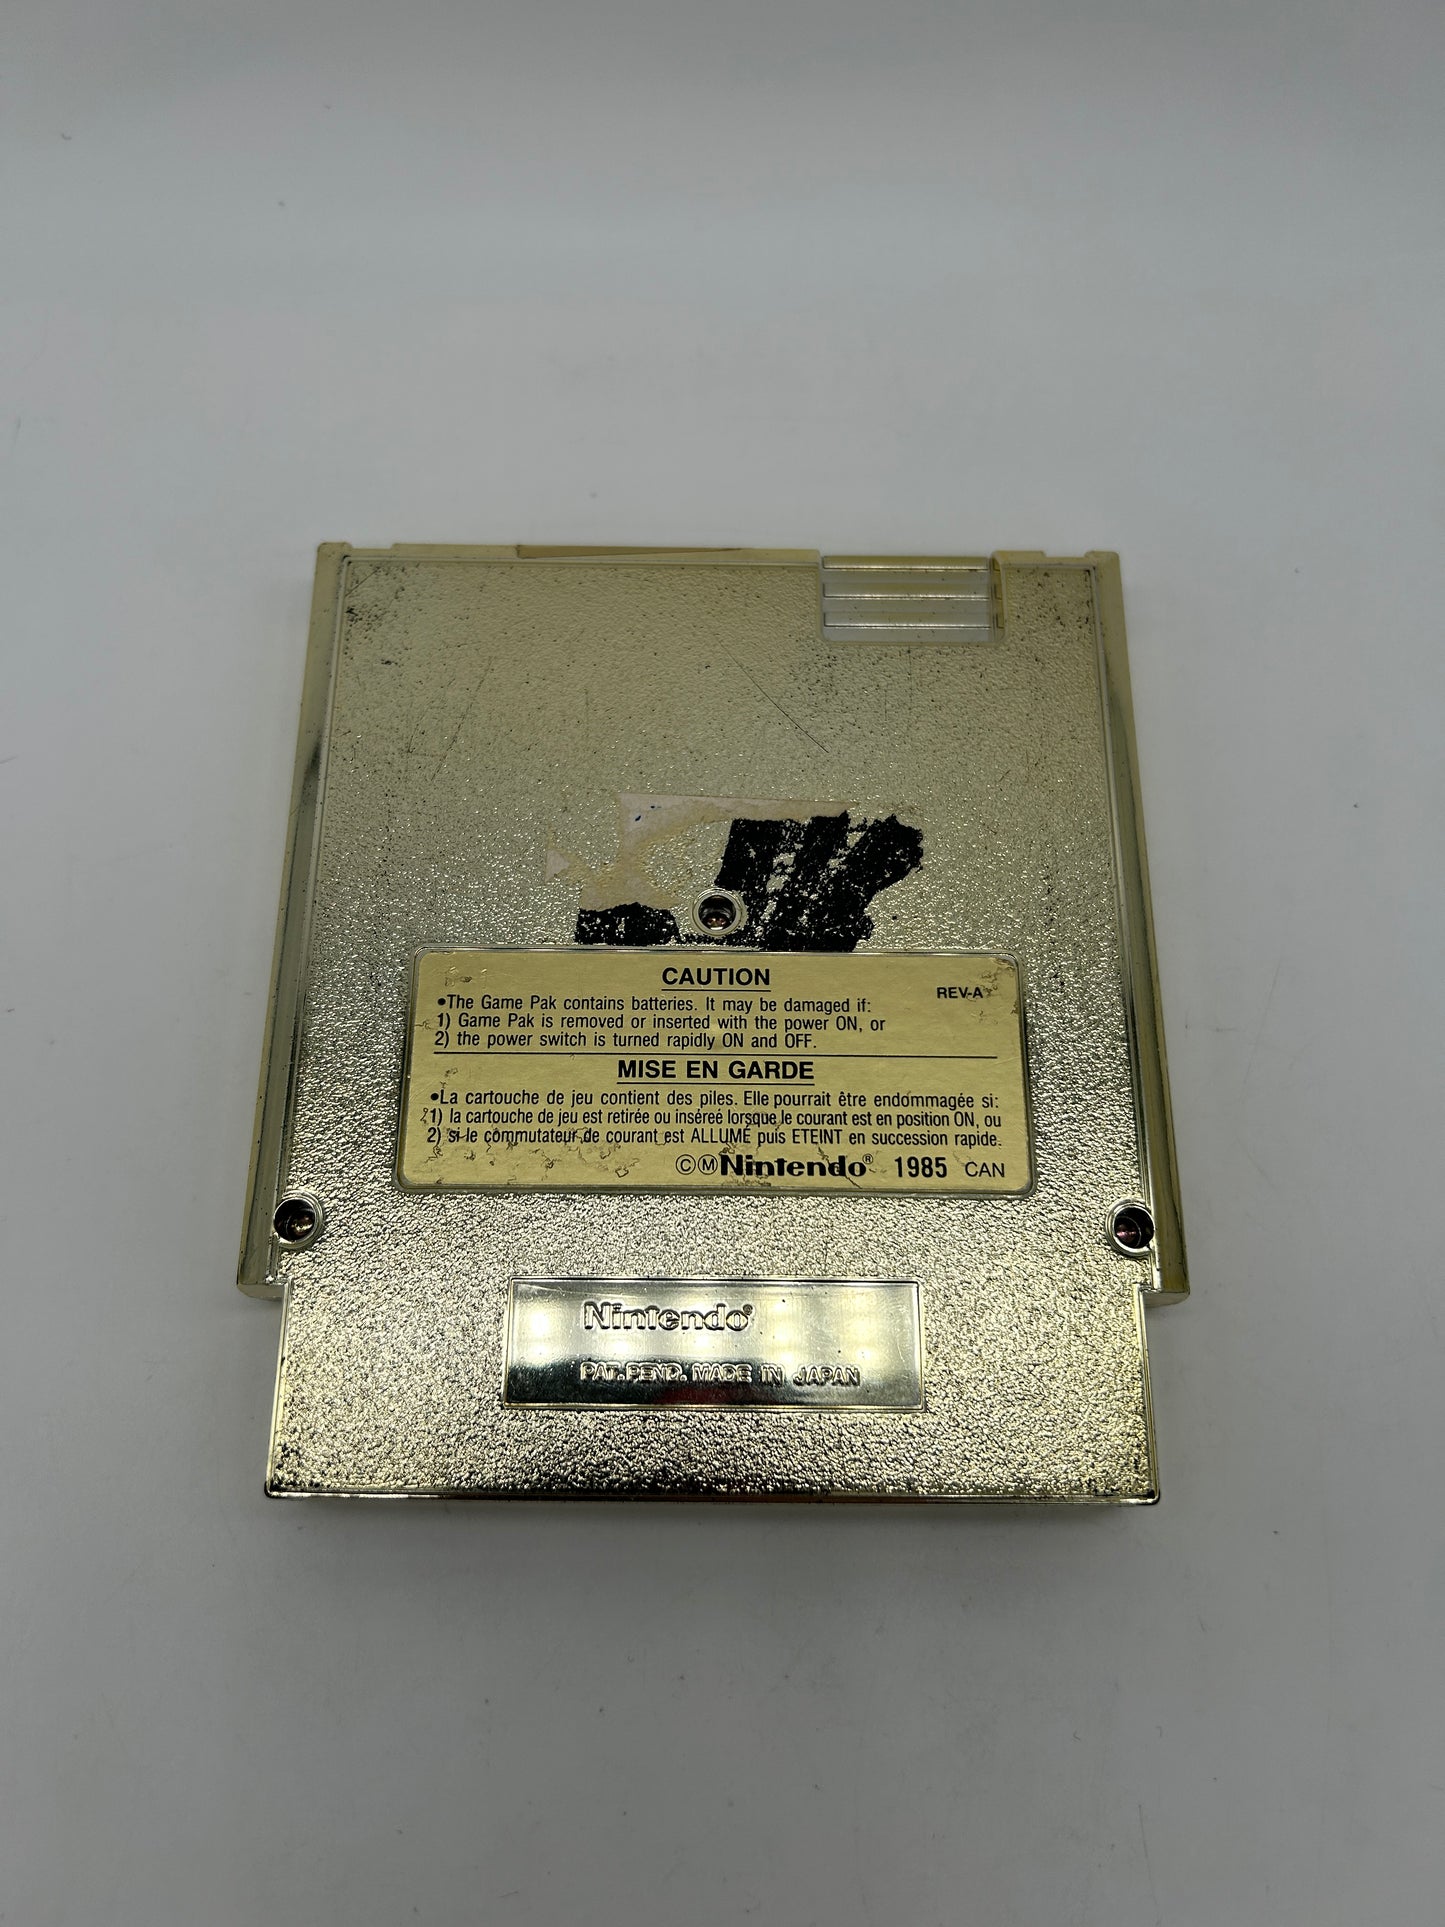 CAUTION
REV-A
•The Game Pak contains batteries. It may be damaged if:
1) Game Pak is removed or inserted with the power ON, or
2) the power switch is turned rapidly ON and OFF.
MISE EN GARDE
•La cartouche de jeu contient des piles. Elle pourrait être endommagée si:
1) la cartouche de jeu est retirée ou inséreé lorsque le courant est en position ON, ou
2) si le commutateur de courant est ALLUMÉ puis ETEINT en succession rapide.
ⒸⓂNintendo® 1985 CAN
Nintendo®
PAT. PEND. MADE IN JAPAN